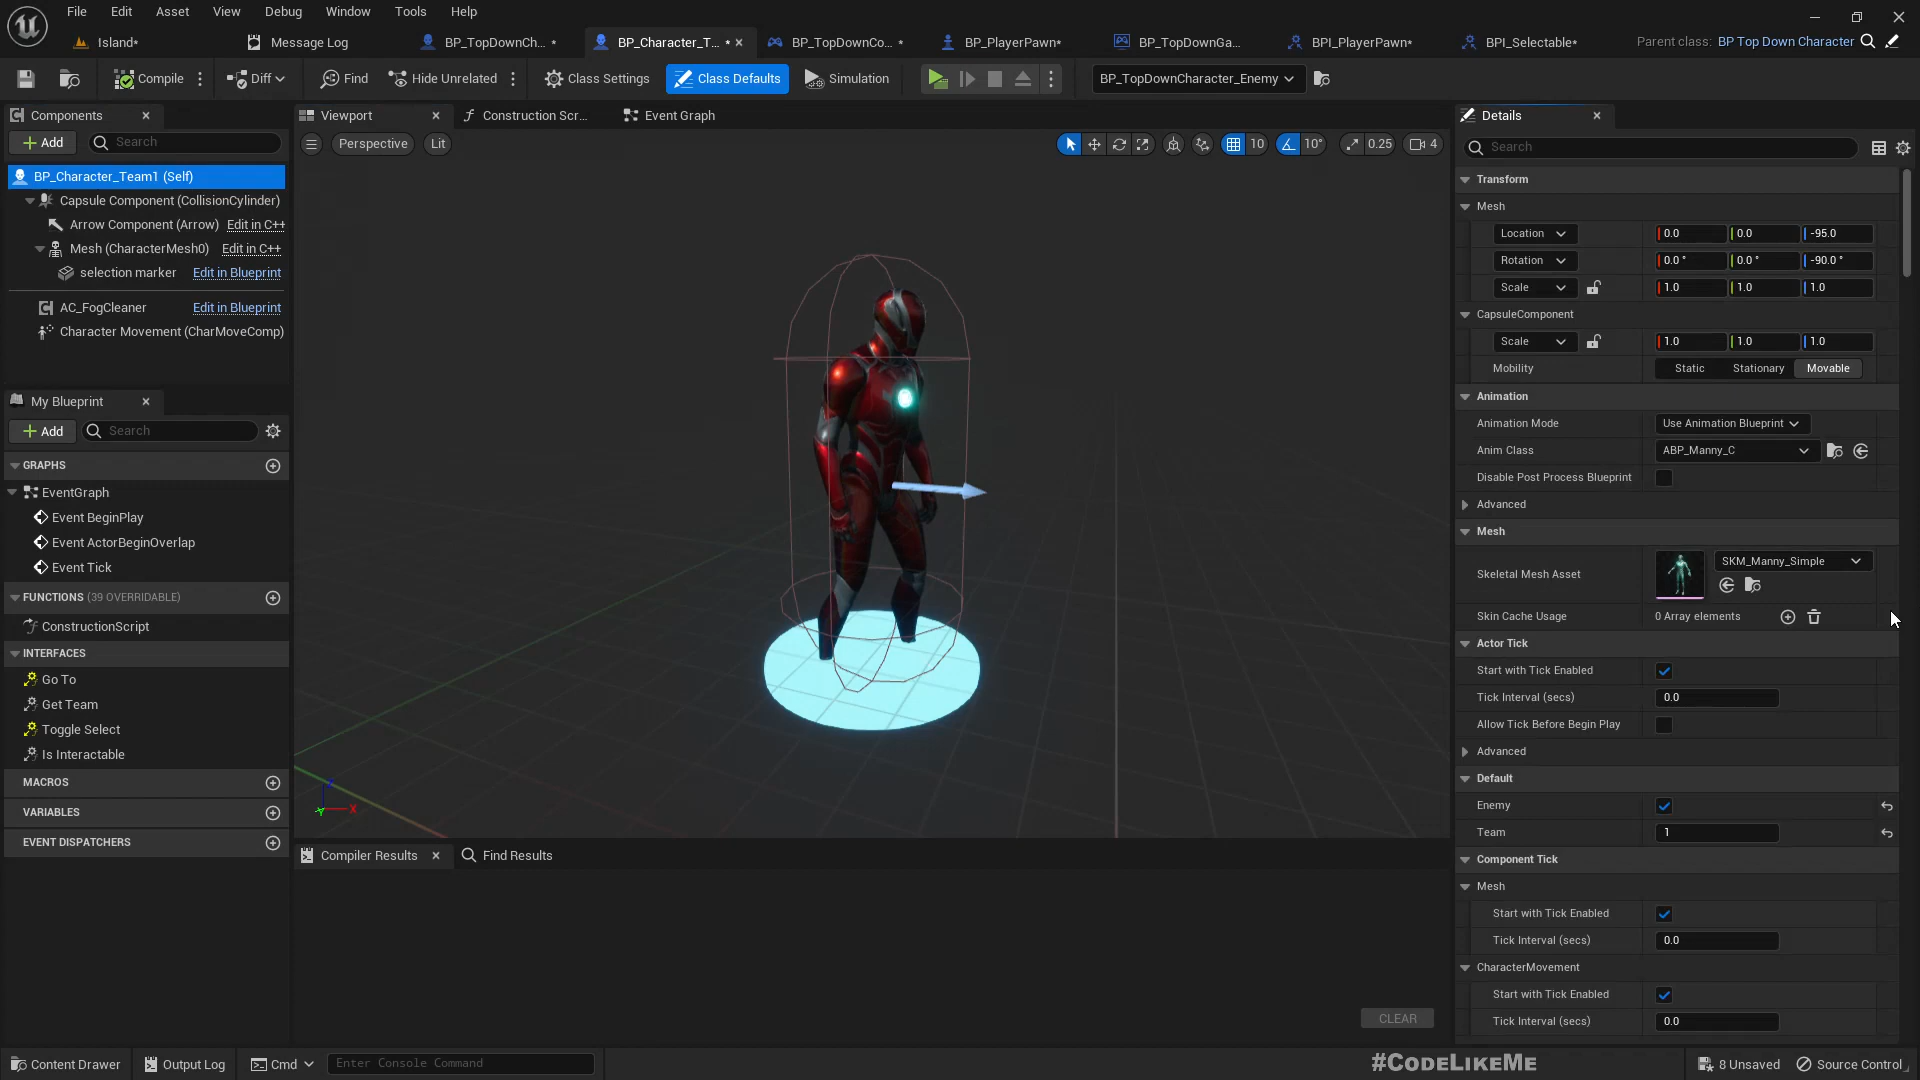 File Edit Asset View Debug Window Tools Help
Island* Message Log BP_TopDownCh... * BP_Character_T... * BP_TopDownCo... * BP_PlayerPawn* BP_TopDownGa... BPI_PlayerPawn* BPI_Selectable* Parent class: BP Top Down Character
Compile Diff Find Hide Unrelated Class Settings Class Defaults Simulation BP_TopDownCharacter_Enemy
Components
Add Search
BP_Character_Team1 (Self)
Capsule Component (CollisionCylinder)
Arrow Component (Arrow) Edit in C++
Mesh (CharacterMesh0) Edit in C++
selection marker Edit in Blueprint
AC_FogCleaner Edit in Blueprint
Character Movement (CharMoveComp)
My Blueprint
Add Search
GRAPHS
EventGraph
Event BeginPlay
Event ActorBeginOverlap
Event Tick
FUNCTIONS (39 OVERRIDABLE)
ConstructionScript
INTERFACES
Go To
Get Team
Toggle Select
Is Interactable
MACROS
VARIABLES
EVENT DISPATCHERS
Viewport Construction Scr... Event Graph
Perspective Lit 10 10° 0.25 4
Z X Y
Compiler Results Find Results
CLEAR
Details
Search
Transform
Mesh
Location 0.0 0.0 -95.0
Rotation 0.0 ° 0.0 ° -90.0 °
Scale 1.0 1.0 1.0
CapsuleComponent
Scale 1.0 1.0 1.0
Mobility Static Stationary Movable
Animation
Animation Mode Use Animation Blueprint
Anim Class ABP_Manny_C
Disable Post Process Blueprint
Advanced
Mesh
Skeletal Mesh Asset SKM_Manny_Simple
Skin Cache Usage 0 Array elements
Actor Tick
Start with Tick Enabled
Tick Interval (secs) 0.0
Allow Tick Before Begin Play
Advanced
Default
Enemy
Team 1
Component Tick
Mesh
Start with Tick Enabled
Tick Interval (secs) 0.0
CharacterMovement
Start with Tick Enabled
Tick Interval (secs) 0.0
Content Drawer Output Log Cmd Enter Console Command #CODELIKEME 8 Unsaved Source Control